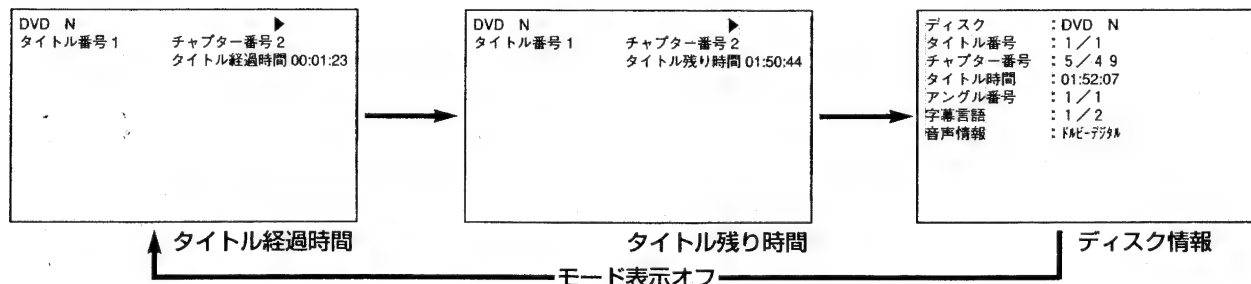 DVD N ▶
タイトル番号 1 チャプター番号 2
タイトル経過時間 00:01:23
タイトル経過時間
DVD N ▶
タイトル番号 1 チャプター番号 2
タイトル残り時間 01:50:44
タイトル残り時間
ディスク :DVD N
タイトル番号 :1/1
チャプター番号 :5/49
タイトル時間 :01:52:07
アングル番号 :1/1
字幕言語 :1/2
音声情報 :ドルビーデジタル
ディスク情報
モード表示オフ